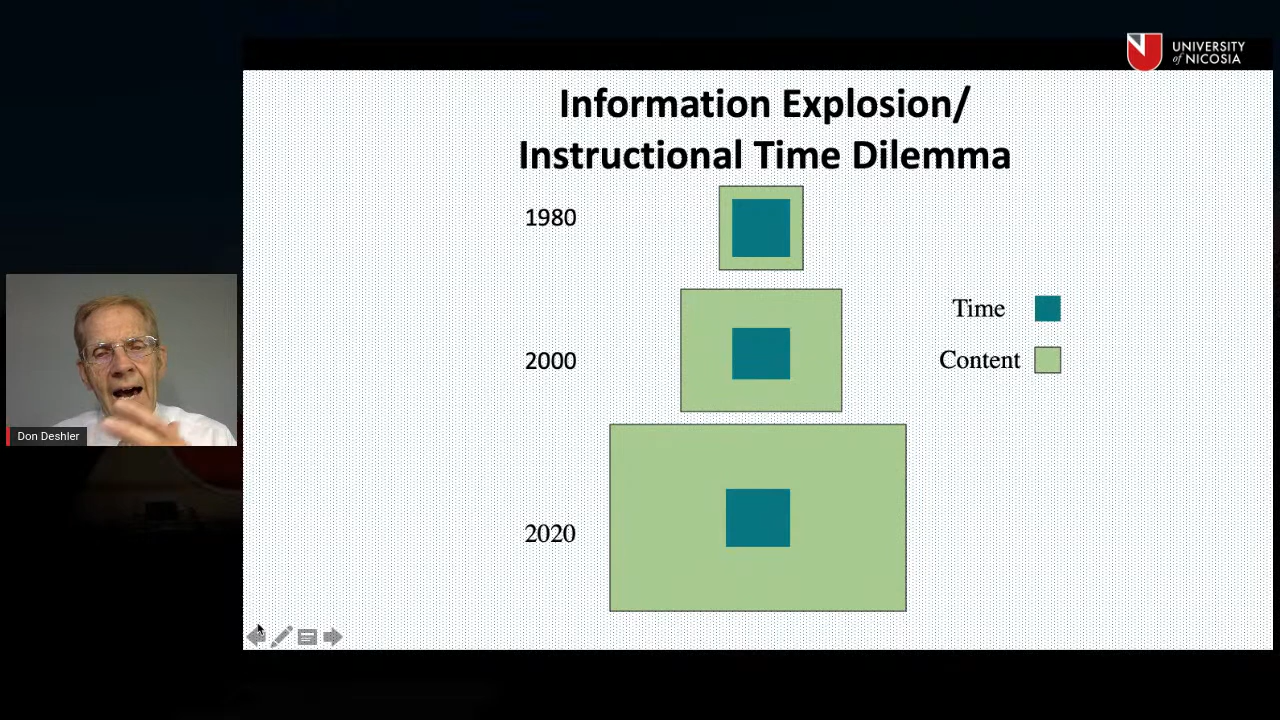 UNIVERSITY
of NICOSIA
Information Explosion/
Instructional Time Dilemma
1980
2000
2020
Time
Content
Don Deshler